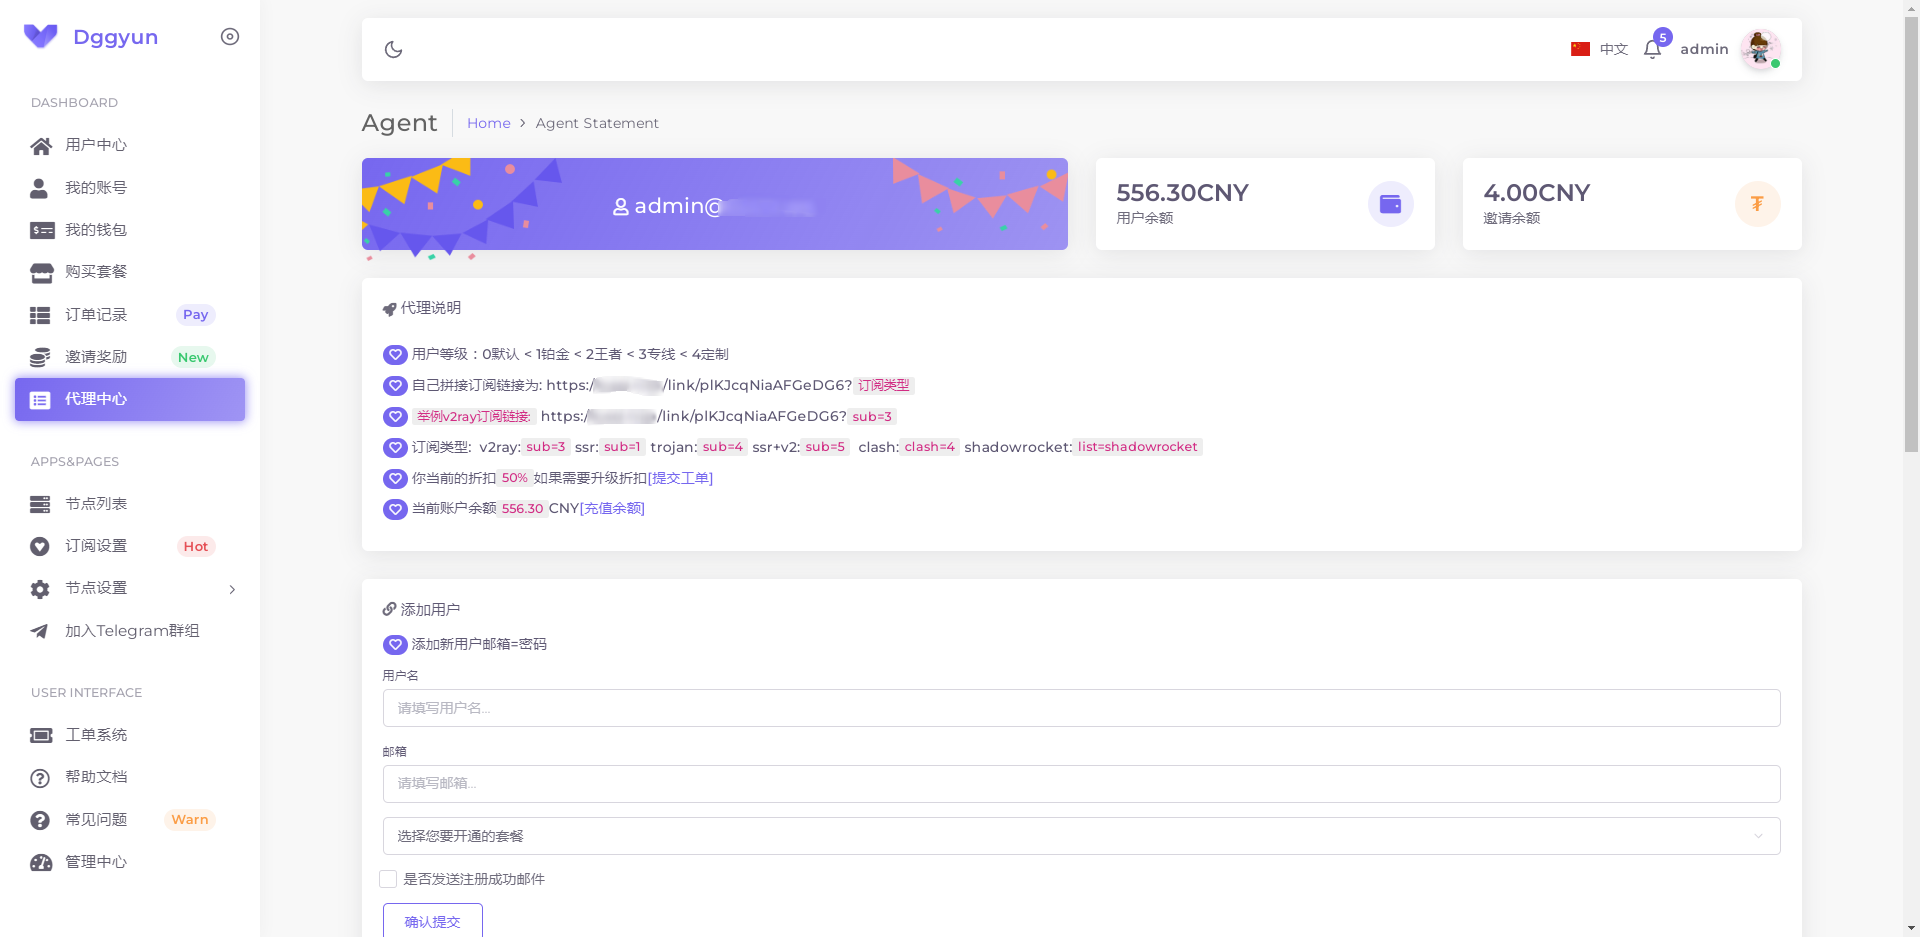 Dggyun
DASHBOARD
用户中心
我的账号
我的钱包
购买套餐
订单记录 Pay
邀请奖励 New
代理中心
APPS&PAGES
节点列表
订阅设置 Hot
节点设置
加入Telegram群组
USER INTERFACE
工单系统
帮助文档
常见问题 Warn
管理中心
中文 5 admin
Agent Home > Agent Statement
admin@
556.30CNY
用户余额
4.00CNY
邀请余额
代理说明
用户等级：0默认 < 1铂金 < 2王者 < 3专线 < 4定制
自己拼接订阅链接为: https:/ /link/plKJcqNiaAFGeDG6? 订阅类型
举例v2ray订阅链接: https:/ /link/plKJcqNiaAFGeDG6? sub=3
订阅类型: v2ray: sub=3 ssr: sub=1 trojan: sub=4 ssr+v2: sub=5 clash: clash=4 shadowrocket: list=shadowrocket
你当前的折扣 50% 如果需要升级折扣[提交工单]
当前账户余额 556.30 CNY[充值余额]
添加用户
添加新用户邮箱=密码
用户名
请填写用户名...
邮箱
请填写邮箱...
选择您要开通的套餐
是否发送注册成功邮件
确认提交